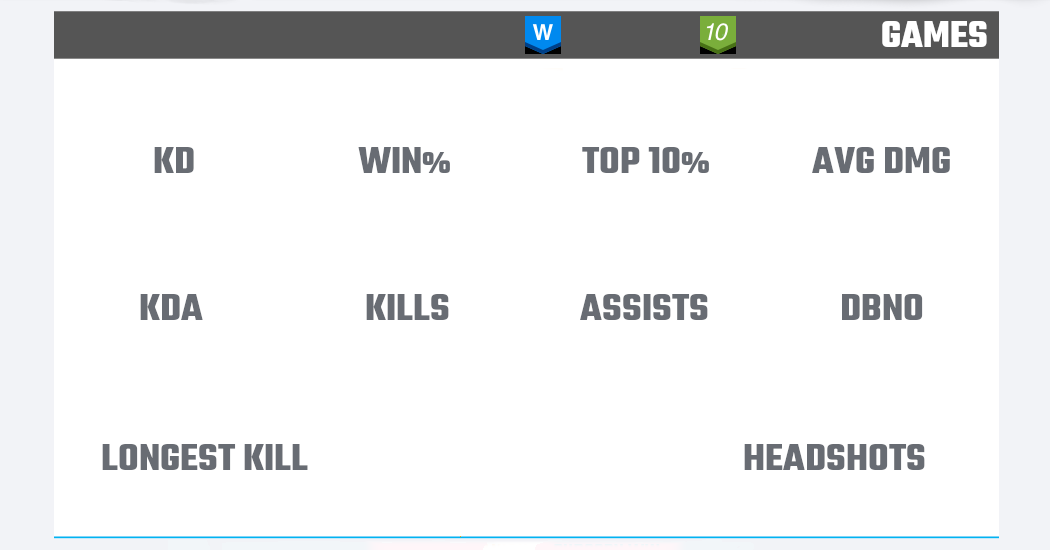 W 10 GAMES
KD WIN% TOP 10% AVG DMG
KDA KILLS ASSISTS DBNO
LONGEST KILL HEADSHOTS